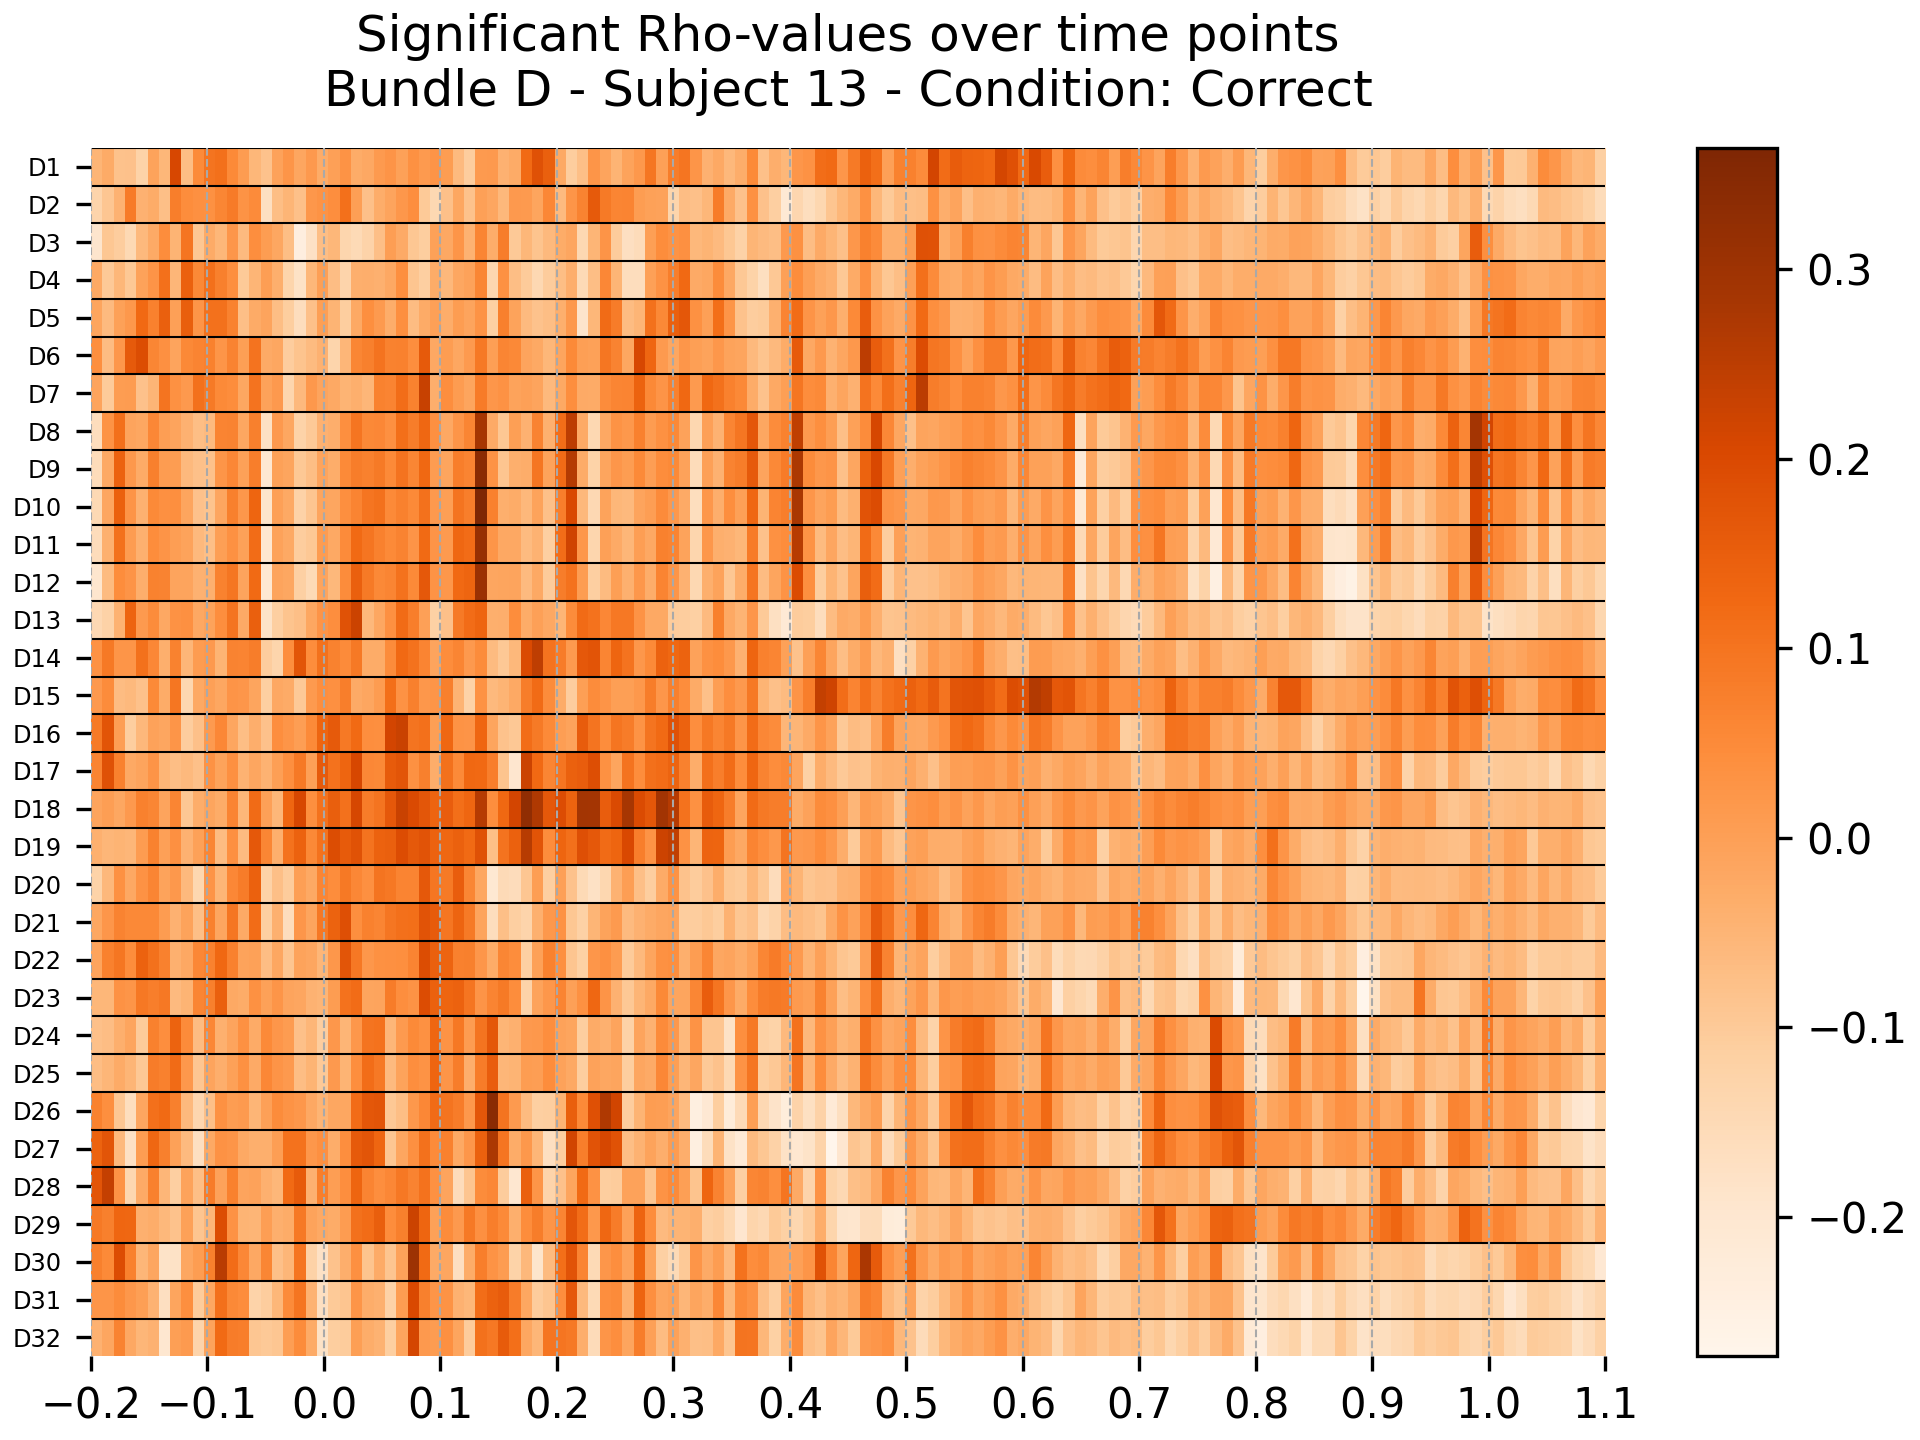 Significant Rho-values over time points
Bundle D - Subject 13 - Condition: Correct
D1
D2
D3
D4
D5
D6
D7
D8
D9
D10
D11
D12
D13
D14
D15
D16
D17
D18
D19
D20
D21
D22
D23
D24
D25
D26
D27
D28
D29
D30
D31
D32
−0.2 −0.1 0.0 0.1 0.2 0.3 0.4 0.5 0.6 0.7 0.8 0.9 1.0 1.1
0.3
0.2
0.1
0.0
−0.1
−0.2